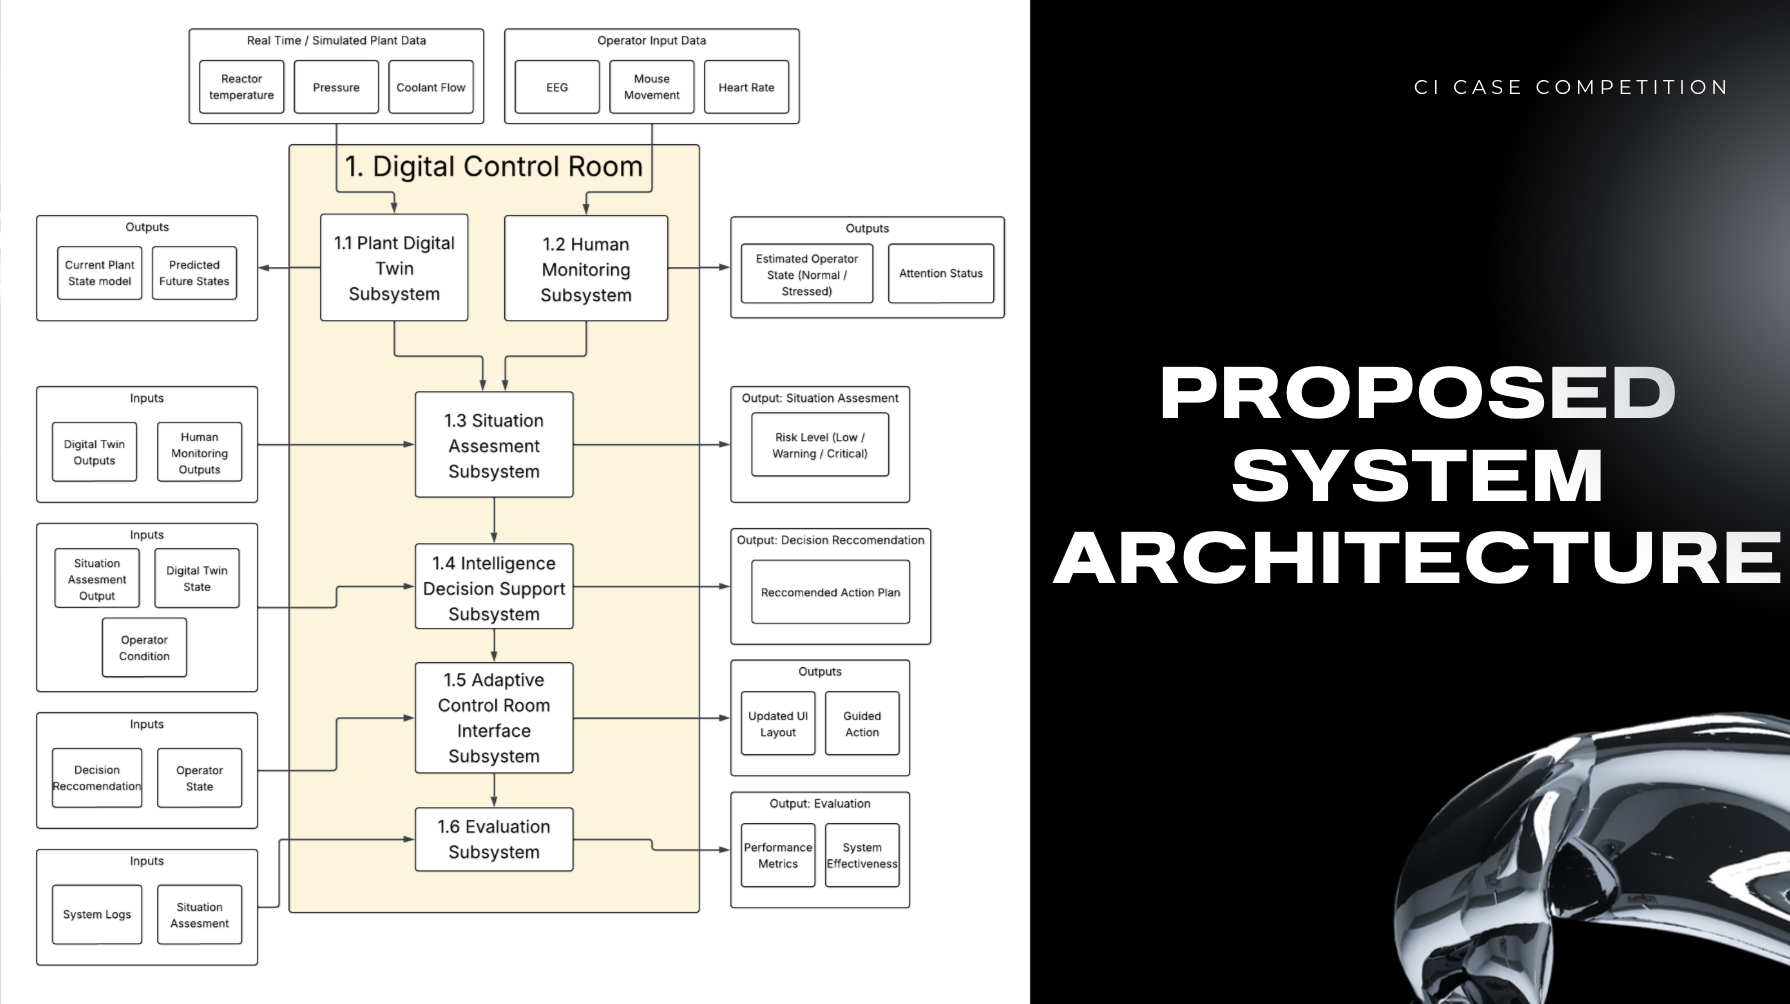 Real Time / Simulated Plant Data
Reactor
temperature
Pressure
Coolant Flow
Operator Input Data
EEG
Mouse
Movement
Heart Rate
1. Digital Control Room
Outputs
Current Plant
State model
Predicted
Future States
1.1 Plant Digital
Twin
Subsystem
1.2 Human
Monitoring
Subsystem
Outputs
Estimated Operator
State (Normal /
Stressed)
Attention Status
Inputs
Digital Twin
Outputs
Human
Monitoring
Outputs
1.3 Situation
Assesment
Subsystem
Output: Situation Assesment
Risk Level (Low /
Warning / Critical)
Inputs
Situation
Assesment
Output
Digital Twin
State
Operator
Condition
1.4 Intelligence
Decision Support
Subsystem
Output: Decision Reccomendation
Reccomended Action Plan
Inputs
Decision
Reccomendation
Operator
State
1.5 Adaptive
Control Room
Interface
Subsystem
Outputs
Updated UI
Layout
Guided
Action
Inputs
System Logs
Situation
Assesment
1.6 Evaluation
Subsystem
Output: Evaluation
Performance
Metrics
System
Effectiveness
CI CASE COMPETITION
PROPOSED
SYSTEM
ARCHITECTURE